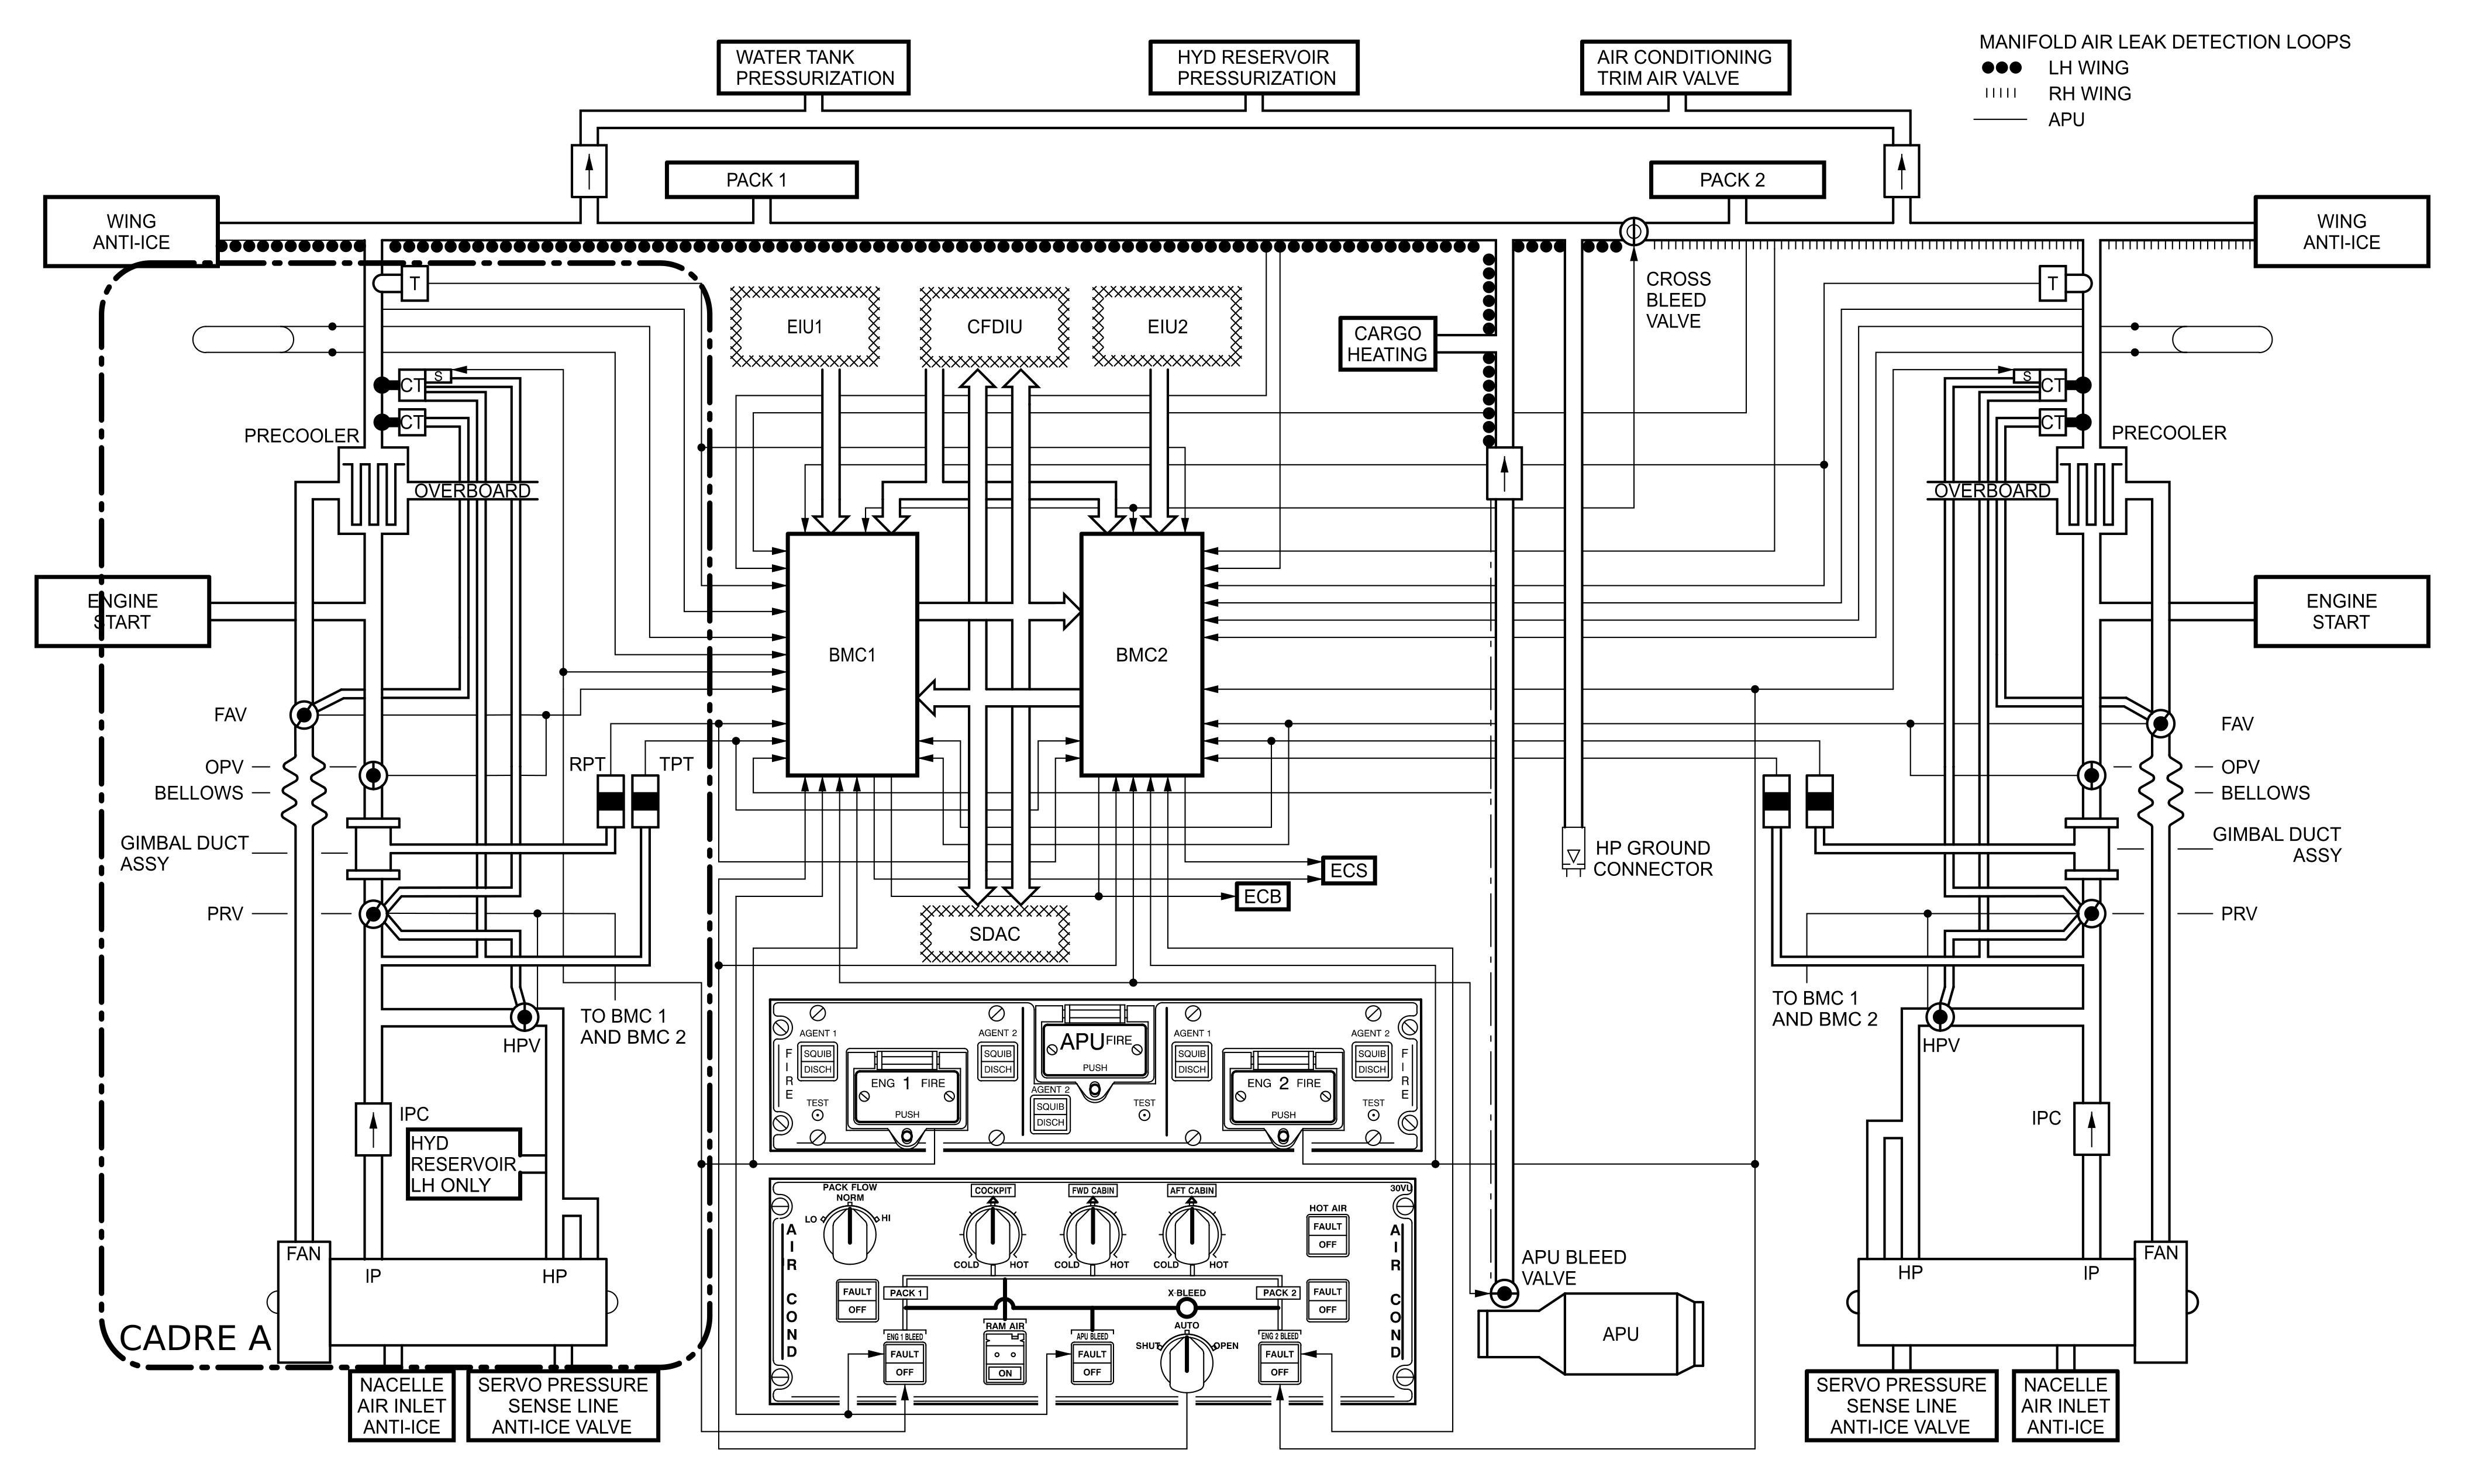 MANIFOLD AIR LEAK DETECTION LOOPS
LH WING
RH WING
APU
WATER TANK
PRESSURIZATION
HYD RESERVOIR
PRESSURIZATION
AIR CONDITIONING
TRIM AIR VALVE
PACK 1
PACK 2
WING
ANTI-ICE
WING
ANTI-ICE
T
T
EIU1
CFDIU
EIU2
CROSS
BLEED
VALVE
CARGO
HEATING
S
CT
CT
S
CT
CT
PRECOOLER
PRECOOLER
OVERBOARD
OVERBOARD
ENGINE
START
ENGINE
START
BMC1
BMC2
FAV
OPV
BELLOWS
GIMBAL DUCT
ASSY
PRV
RPT
TPT
FAV
OPV
BELLOWS
GIMBAL DUCT
ASSY
PRV
HP GROUND
CONNECTOR
ECS
ECB
SDAC
TO BMC 1
AND BMC 2
HPV
TO BMC 1
AND BMC 2
HPV
IPC
IPC
HYD
RESERVOIR
LH ONLY
FIRE
AGENT 1
SQUIB
DISCH
TEST
ENG 1 FIRE
PUSH
AGENT 2
SQUIB
DISCH
APU FIRE
PUSH
AGENT 2
SQUIB
DISCH
TEST
AGENT 1
SQUIB
DISCH
ENG 2 FIRE
PUSH
AGENT 2
SQUIB
DISCH
TEST
FIRE
PACK FLOW
NORM
LO
HI
COCKPIT
COLD
HOT
FWD CABIN
COLD
HOT
AFT CABIN
COLD
HOT
30VU
HOT AIR
FAULT
OFF
AIR COND
AIR COND
FAULT
OFF
PACK 1
X-BLEED
PACK 2
FAULT
OFF
ENG 1 BLEED
FAULT
OFF
RAM AIR
ON
APU BLEED
FAULT
OFF
AUTO
SHUT
OPEN
ENG 2 BLEED
FAULT
OFF
APU BLEED
VALVE
APU
FAN
IP
HP
HP
IP
FAN
CADRE A
NACELLE
AIR INLET
ANTI-ICE
SERVO PRESSURE
SENSE LINE
ANTI-ICE VALVE
SERVO PRESSURE
SENSE LINE
ANTI-ICE VALVE
NACELLE
AIR INLET
ANTI-ICE